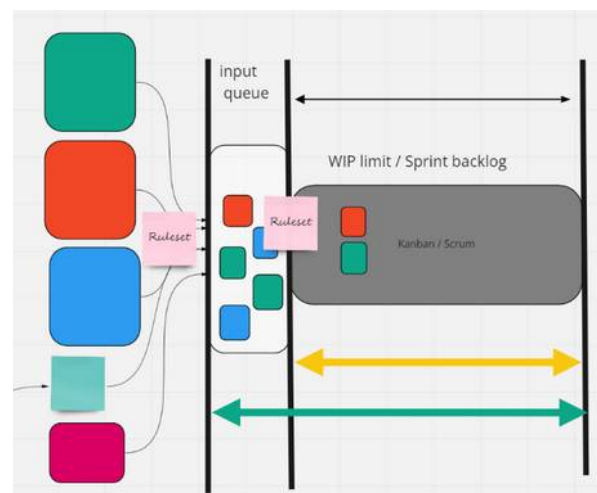 input
queue
WIP limit / Sprint backlog
Ruleset
Ruleset
Kanban / Scrum